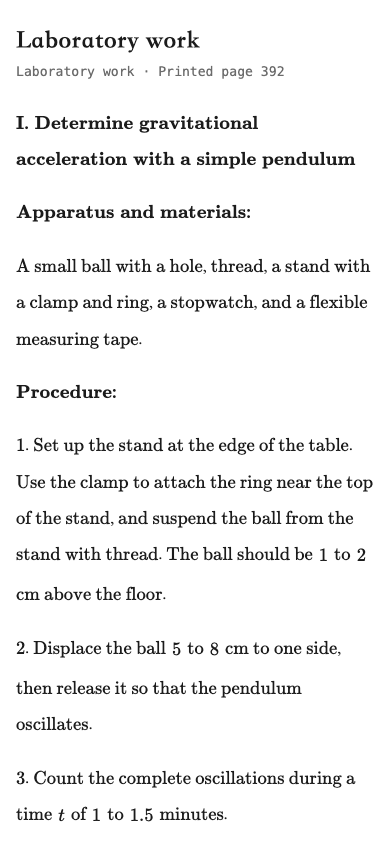 Laboratory work
Laboratory work · Printed page 392
I. Determine gravitational
acceleration with a simple pendulum
Apparatus and materials:
A small ball with a hole, thread, a stand with
a clamp and ring, a stopwatch, and a flexible
measuring tape.
Procedure:
1. Set up the stand at the edge of the table.
Use the clamp to attach the ring near the top
of the stand, and suspend the ball from the
stand with thread. The ball should be 1 to 2
cm above the floor.
2. Displace the ball 5 to 8 cm to one side,
then release it so that the pendulum
oscillates.
3. Count the complete oscillations during a
time t of 1 to 1.5 minutes.